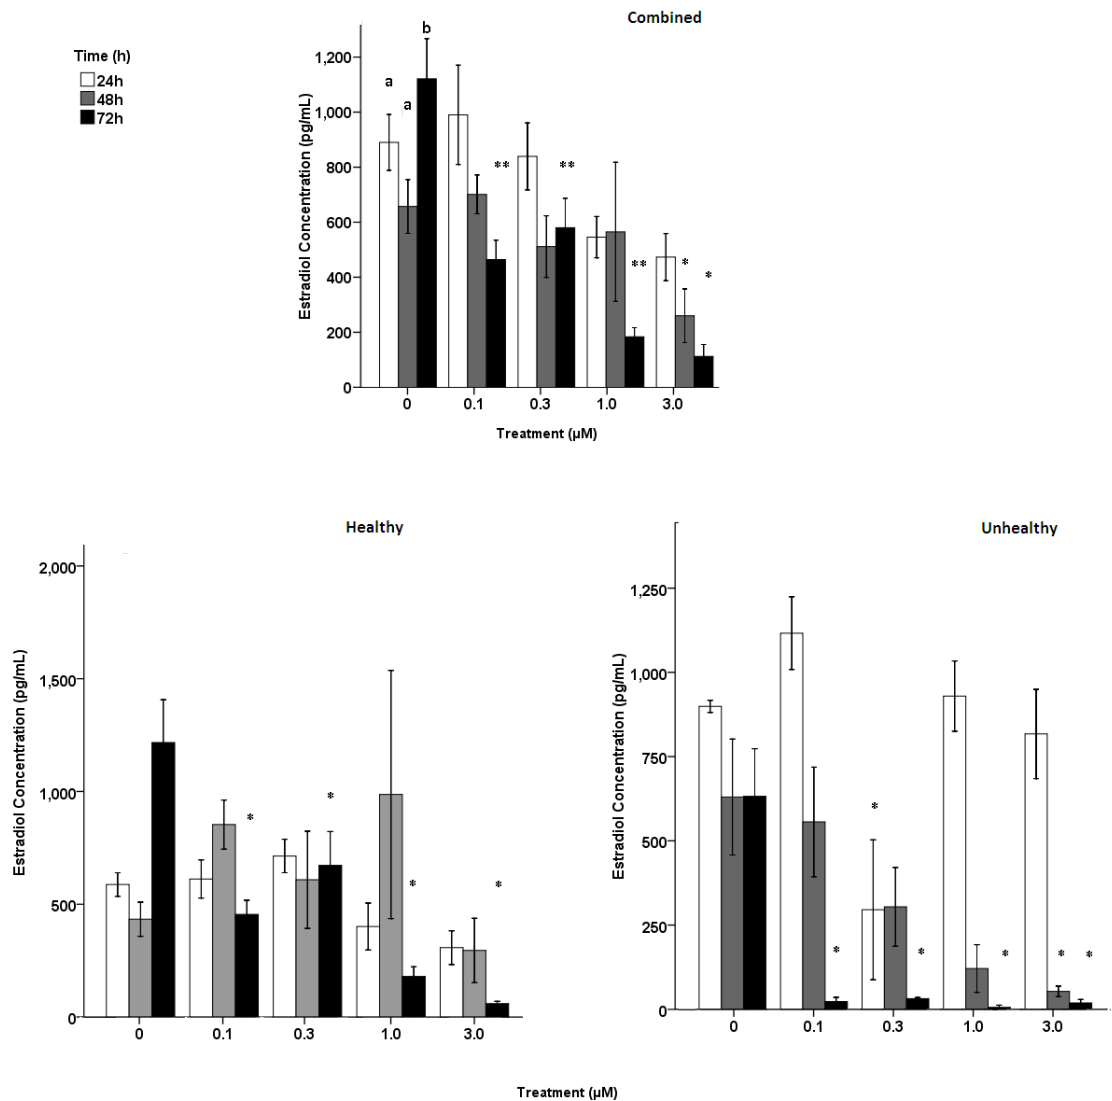 Combined
Time (h)
24h
48h
72h
Estradiol Concentration (pg/mL)
1,200
1,000
800
600
400
200
0
a
a
b
**
**
**
*
*
0 0.1 0.3 1.0 3.0
Treatment (µM)
Healthy
Estradiol Concentration (pg/mL)
2,000
1,500
1,000
500
0
*
*
*
*
0 0.1 0.3 1.0 3.0
Unhealthy
Estradiol Concentration (pg/mL)
1,250
1,000
750
500
250
0
*
*
*
*
*
*
0 0.1 0.3 1.0 3.0
Treatment (µM)